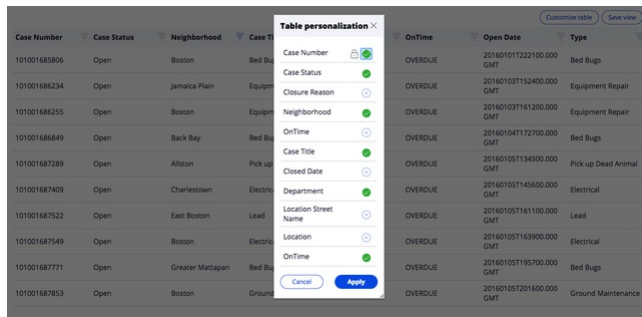 Customize table
Save view
Table personalization
Case Number Case Status Neighborhood Case Ti OnTime Open Date Type
Case Number
Case Status
Closure Reason
Neighborhood
OnTime
Case Title
Closed Date
Department
Location Street
Name
Location
OnTime
Cancel Apply
101001685806 Open Boston Bed Bug OVERDUE 20160101T222100.000 GMT Bed Bugs
101001686234 Open Jamaica Plain Equipm OVERDUE 20160103T152400.000 GMT Equipment Repair
101001686255 Open Boston Equipm OVERDUE 20160103T161200.000 GMT Equipment Repair
101001686849 Open Back Bay Bed Bu OVERDUE 20160104T172700.000 GMT Bed Bugs
101001687289 Open Allston Pick up OVERDUE 20160105T134500.000 GMT Pick up Dead Animal
101001687409 Open Charlestown Electric OVERDUE 20160105T145600.000 GMT Electrical
101001687522 Open East Boston Lead OVERDUE 20160105T161100.000 GMT Lead
101001687549 Open Boston Electric OVERDUE 20160105T163900.000 GMT Electrical
101001687771 Open Greater Mattapan Bed Bu OVERDUE 20160105T195700.000 GMT Bed Bugs
101001687853 Open Boston Ground OVERDUE 20160105T201600.000 GMT Ground Maintenance